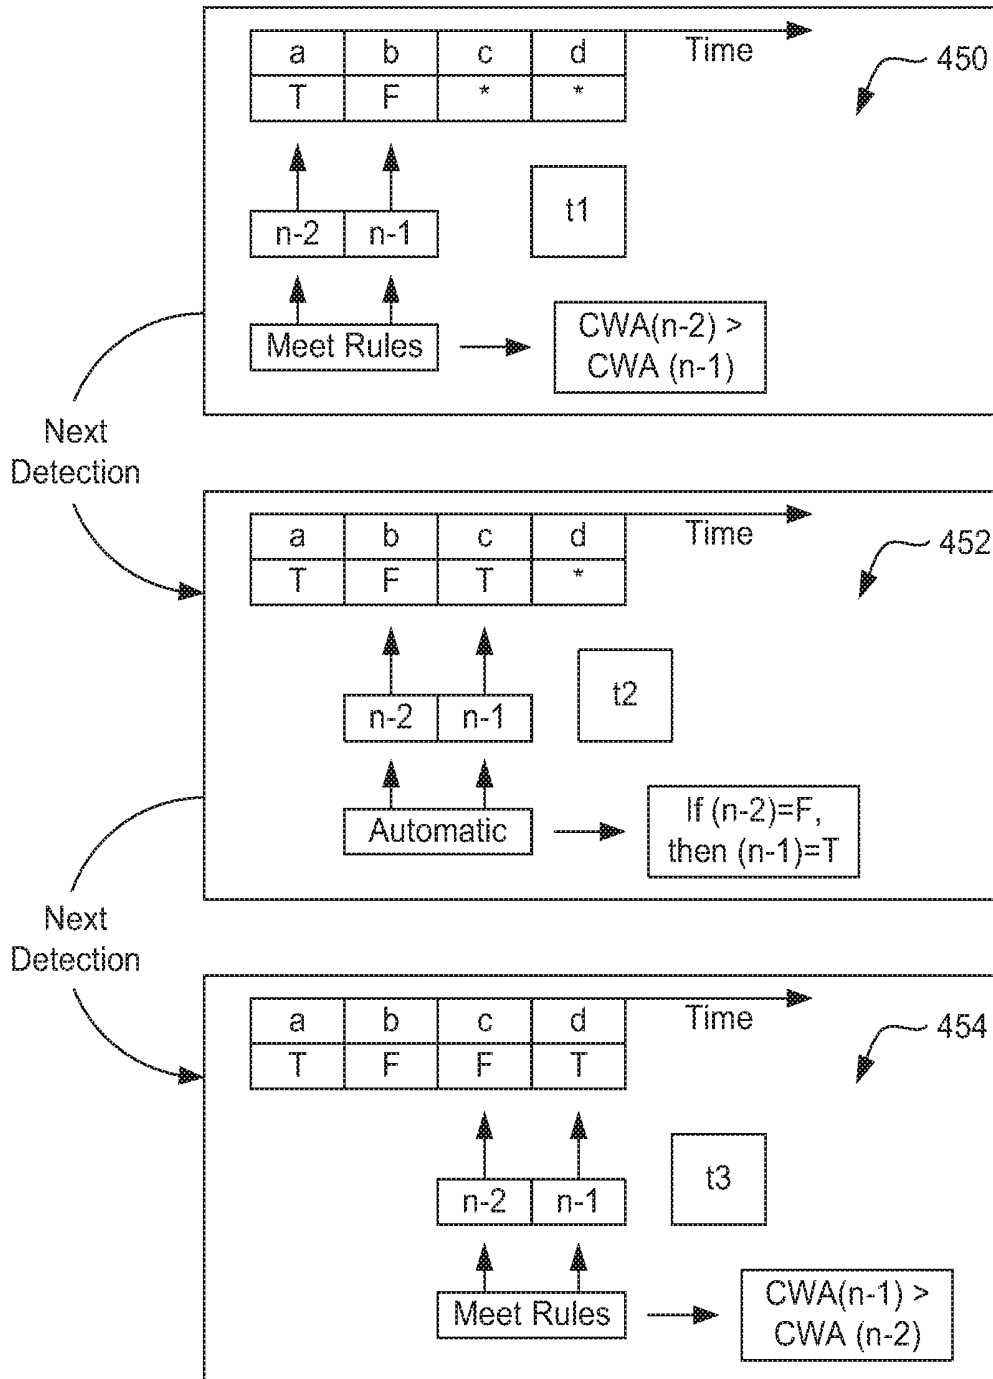 a b c d
Time
450
T F * *
t1
n-2 n-1
Meet Rules
CWA(n-2) >
CWA (n-1)
Next
Detection
a b c d
Time
452
T F T *
t2
n-2 n-1
Automatic
If (n-2)=F,
then (n-1)=T
Next
Detection
a b c d
Time
454
T F F T
t3
n-2 n-1
Meet Rules
CWA(n-1) >
CWA (n-2)